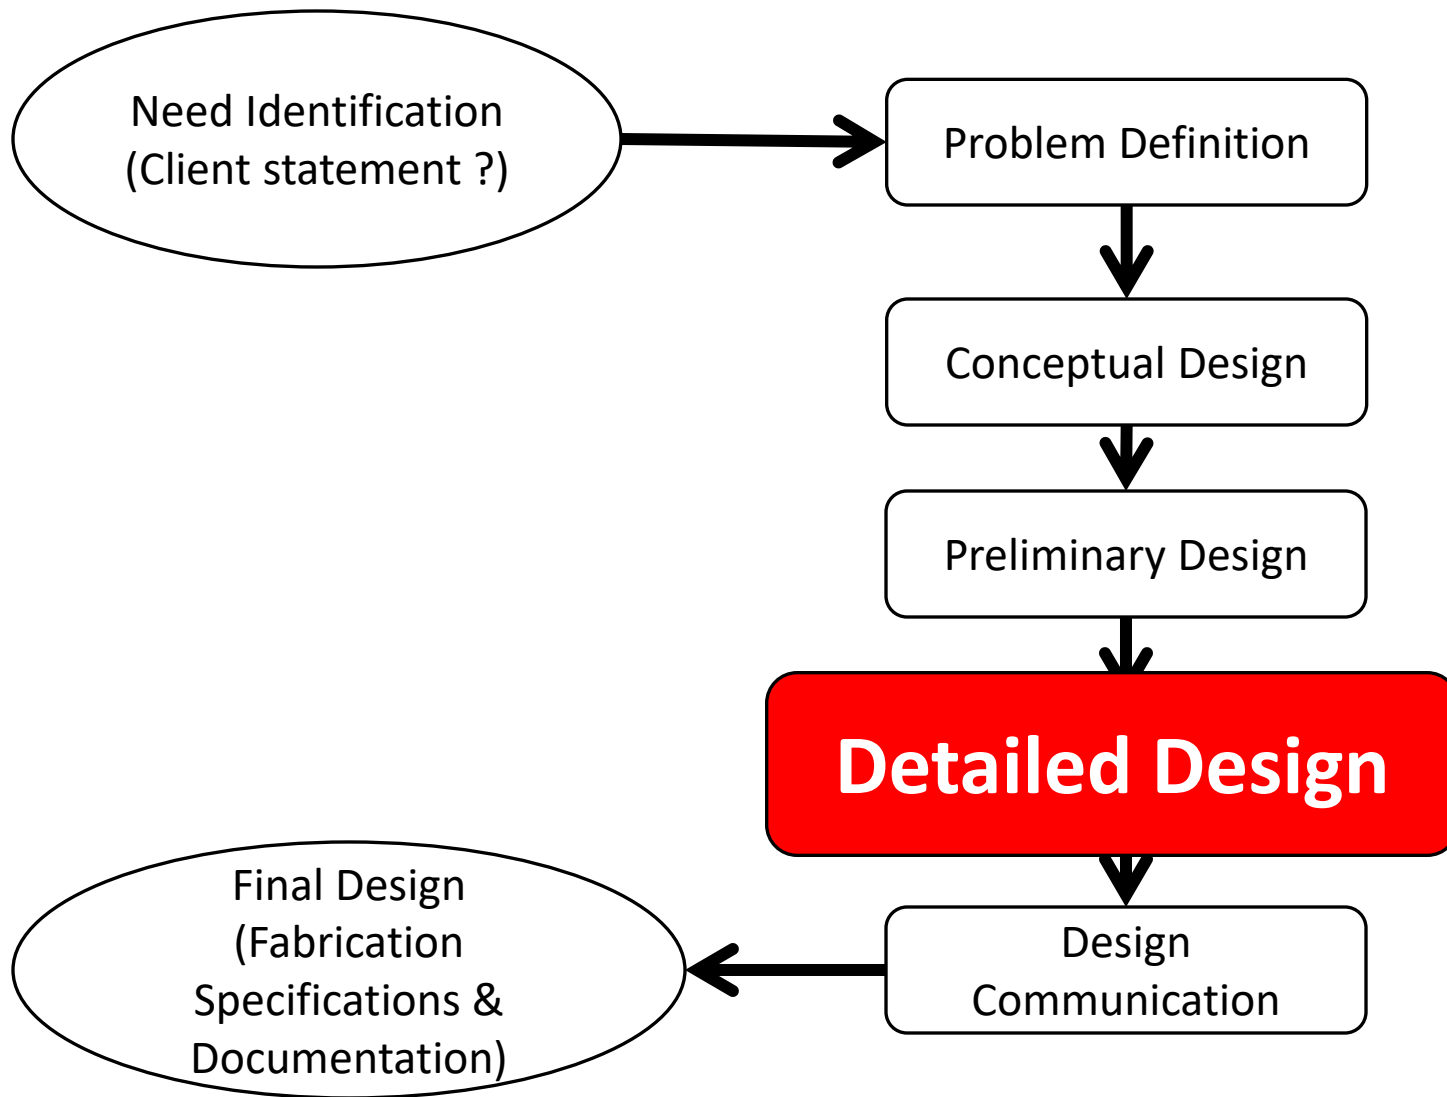 Need Identification
(Client statement ?)
Problem Definition
Conceptual Design
Preliminary Design
Detailed Design
Design
Communication
Final Design
(Fabrication
Specifications &
Documentation)